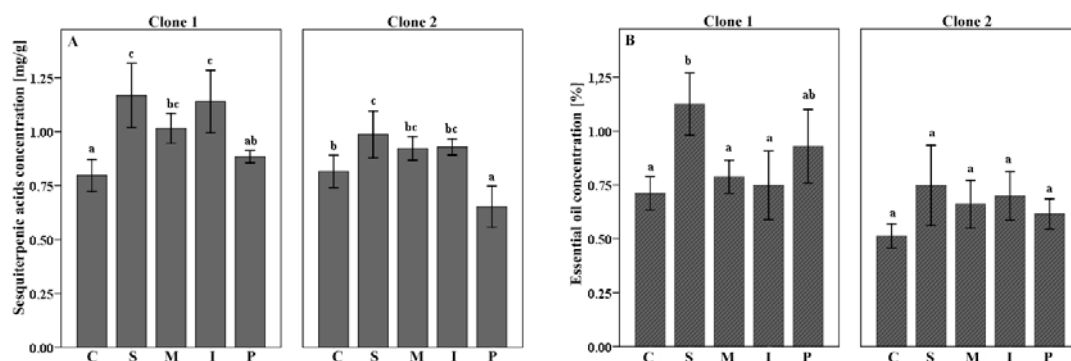 Clone 1 Clone 2 Clone 1 Clone 2
A
Sesquiterpenic acids concentration [mg/g]
1.25
1.00
0.75
0.50
0.25
0.00
a c bc c ab
b c bc bc a
C S M I P
C S M I P
B
Essential oil concentration [%]
1,25
1.00
0.75
0.50
0.25
0.00
a b a a ab
a a a a a
C S M I P
C S M I P